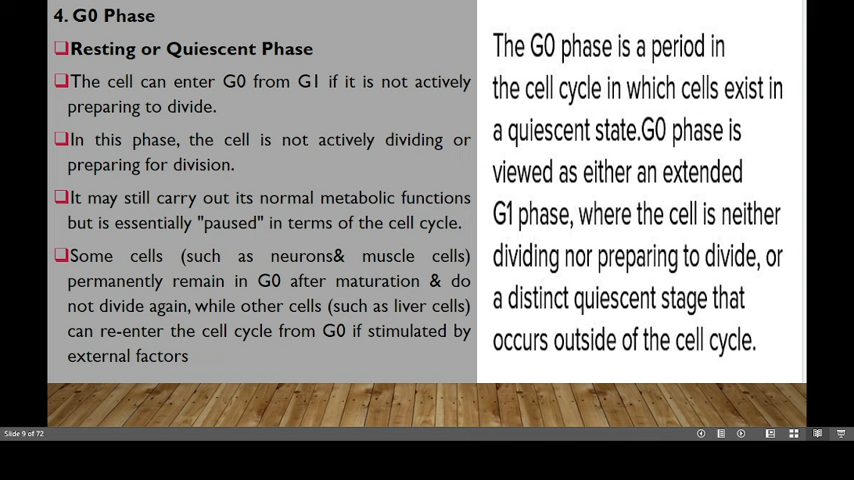 4. G0 Phase
Resting or Quiescent Phase
The cell can enter G0 from G1 if it is not actively
preparing to divide.
In this phase, the cell is not actively dividing or
preparing for division.
It may still carry out its normal metabolic functions
but is essentially "paused" in terms of the cell cycle.
Some cells (such as neurons& muscle cells)
permanently remain in G0 after maturation & do
not divide again, while other cells (such as liver cells)
can re-enter the cell cycle from G0 if stimulated by
external factors
The G0 phase is a period in
the cell cycle in which cells exist in
a quiescent state.G0 phase is
viewed as either an extended
G1 phase, where the cell is neither
dividing nor preparing to divide, or
a distinct quiescent stage that
occurs outside of the cell cycle.
Slide 9 of 72